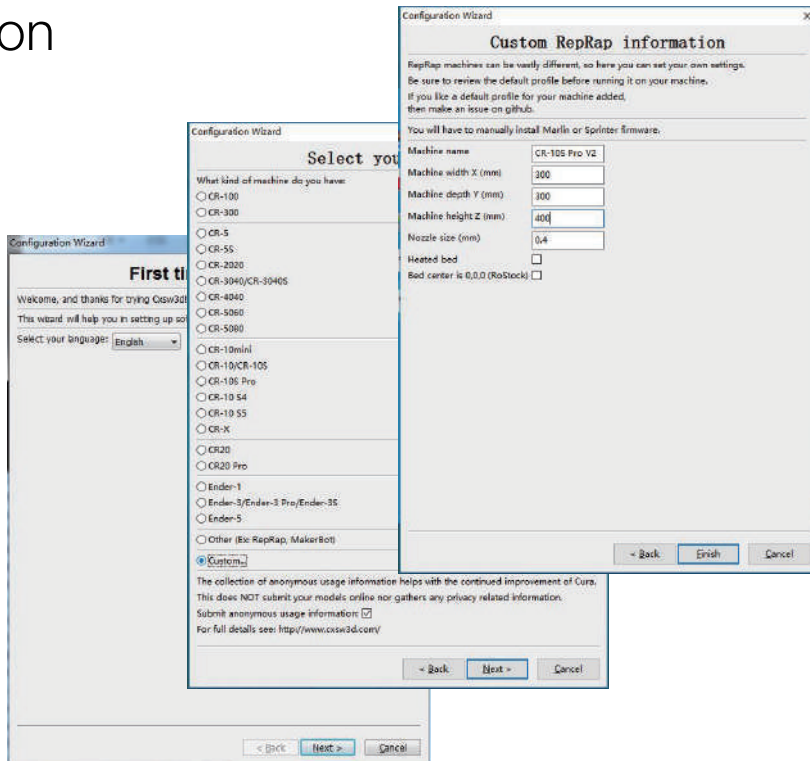 on
Configuration Wizard
First ti
Welcome, and thanks for trying Cxsw3d!
This wizard will help you in setting up so
Select your language: English
< Back Next > Cancel
Configuration Wizard
Select you
What kind of machine do you have:
CR-100
CR-300
CR-5
CR-5S
CR-2020
CR-3040/CR-3040S
CR-4040
CR-5060
CR-5080
CR-10mini
CR-10/CR-10S
CR-10S Pro
CR-10 S4
CR-10 S5
CR-X
CR20
CR20 Pro
Ender-1
Ender-3/Ender-3 Pro/Ender-3S
Ender-5
Other (Ex: RepRap, MakerBot)
Custom...
The collection of anonymous usage information helps with the continued improvement of Cura.
This does NOT submit your models online nor gathers any privacy related information.
Submit anonymous usage information:
For full details see: http://www.cxsw3d.com/
< Back Next > Cancel
Configuration Wizard X
Custom RepRap information
RepRap machines can be vastly different, so here you can set your own settings.
Be sure to review the default profile before running it on your machine.
If you like a default profile for your machine added,
then make an issue on github.
You will have to manually install Marlin or Sprinter firmware.
Machine name CR-10S Pro V2
Machine width X (mm) 300
Machine depth Y (mm) 300
Machine height Z (mm) 400
Nozzle size (mm) 0.4
Heated bed
Bed center is 0,0,0 (RoStock)
< Back Finish Cancel